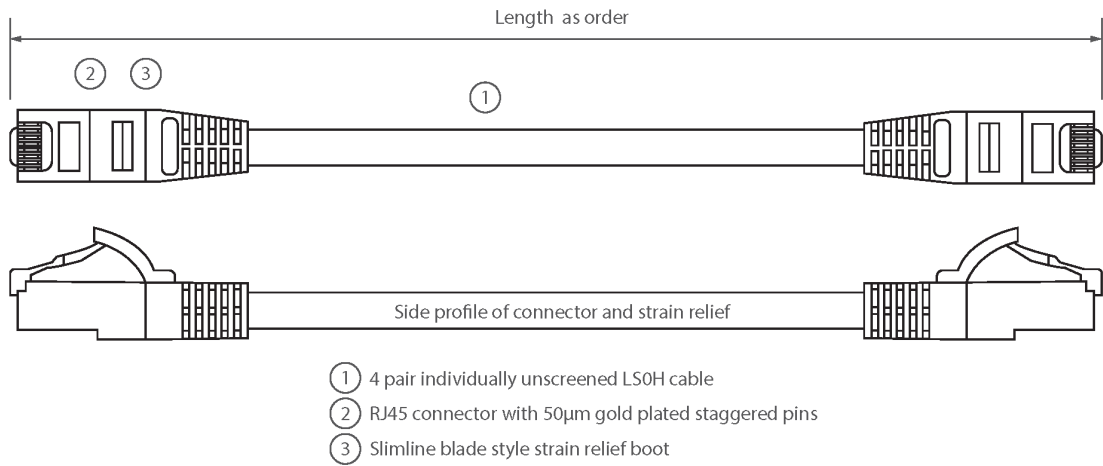 Length as order
2 3
1
Side profile of connector and strain relief
1 4 pair individually unscreened LS0H cable
2 RJ45 connector with 50µm gold plated staggered pins
3 Slimline blade style strain relief boot